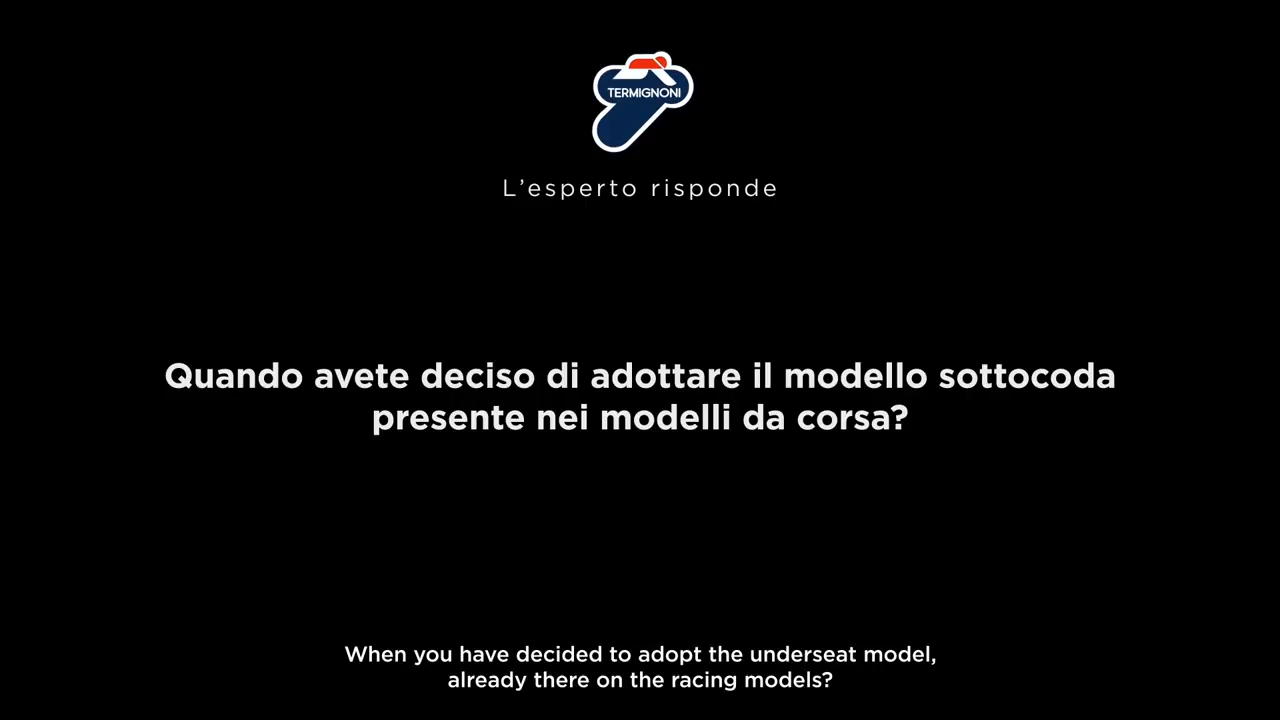 TERMIGNONI
L’esperto risponde
Quando avete deciso di adottare il modello sottocoda
presente nei modelli da corsa?
When you have decided to adopt the underseat model,
already there on the racing models?